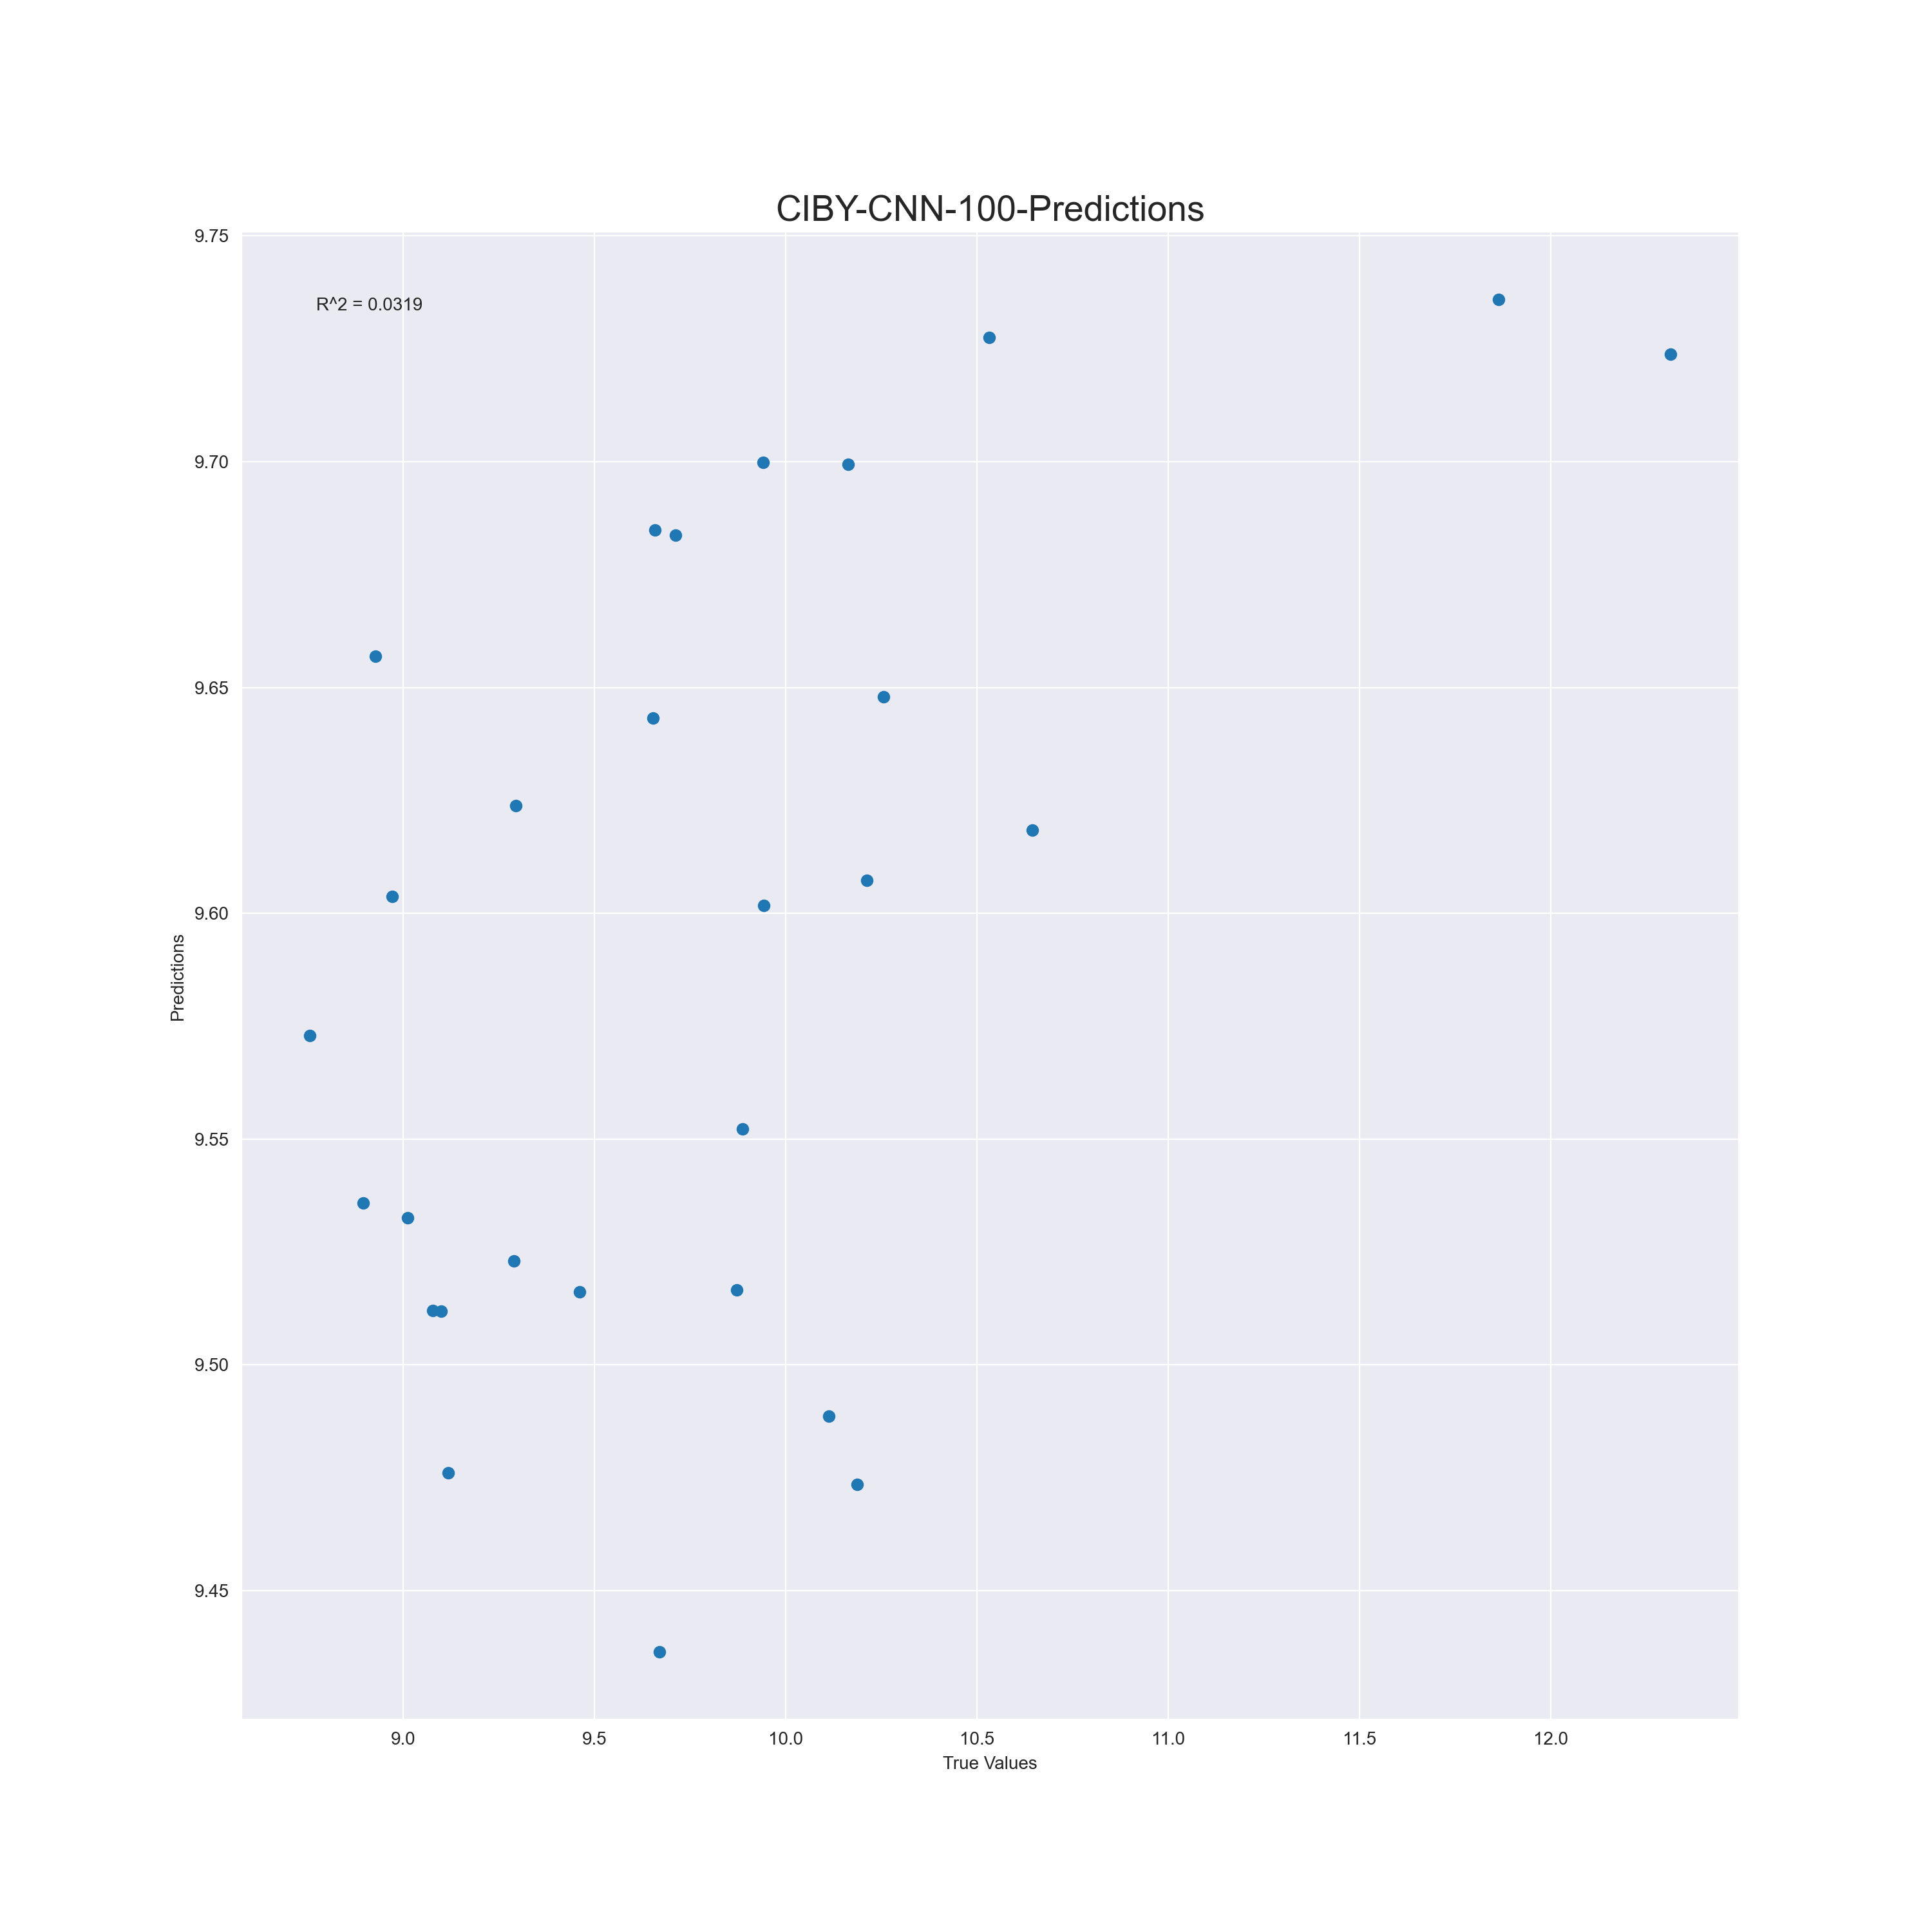 CIBY-CNN-100-Predictions
9.75
R^2 = 0.0319
9.70
9.65
9.60
Predictions
9.55
9.50
9.45
9.0 9.5 10.0 10.5 11.0 11.5 12.0
True Values